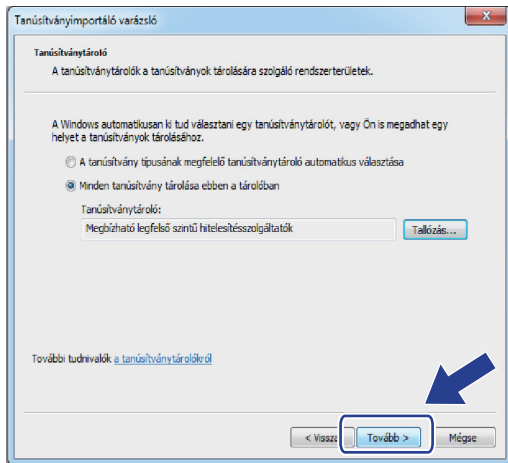 Tanúsítványimportáló varázsló
Tanúsítványtároló
A tanúsítványtárolók a tanúsítványok tárolására szolgáló rendszerterületek.
A Windows automatikusan ki tud választani egy tanúsítványtárolót, vagy Ön is megadhat egy
helyet a tanúsítványok tárolásához.
A tanúsítvány típusának megfelelő tanúsítványtároló automatikus választása
Minden tanúsítvány tárolása ebben a tárolóban
Tanúsítványtároló:
Megbízható legfelső szintű hitelesítésszolgáltatók
Tallózás...
További tudnivalók a tanúsítványtárolókról
< Vissza
Tovább >
Mégse